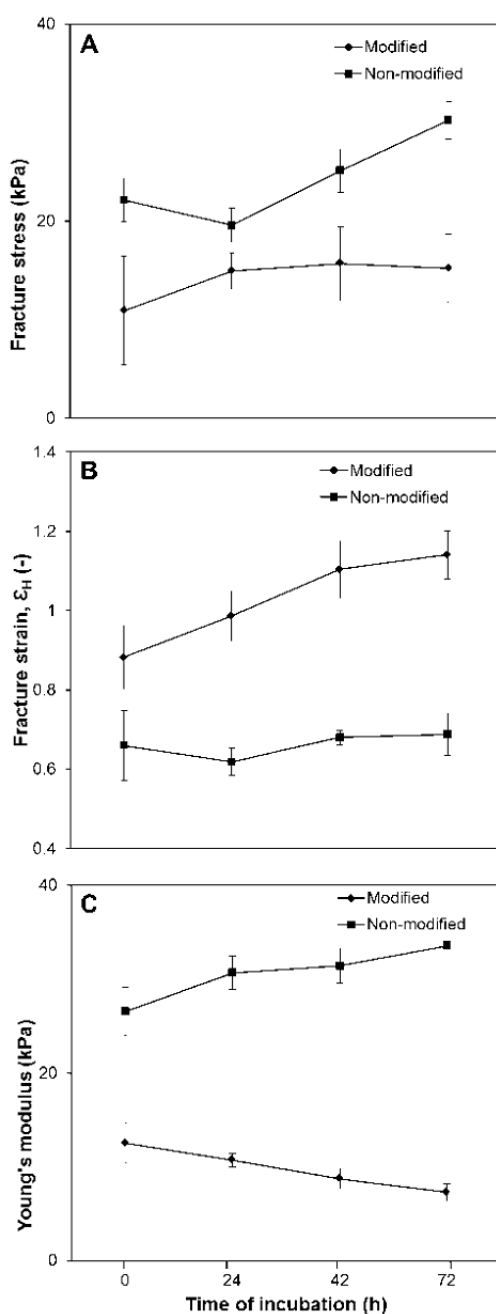 40
A
Modified
Non-modified
20
0
Fracture stress (kPa)
1.4
B
Modified
Non-modified
1.2
1
0.8
0.6
0.4
Fracture strain, εH (-)
40
C
Modified
Non-modified
20
0
Young's modulus (kPa)
0 24 42 72
Time of incubation (h)